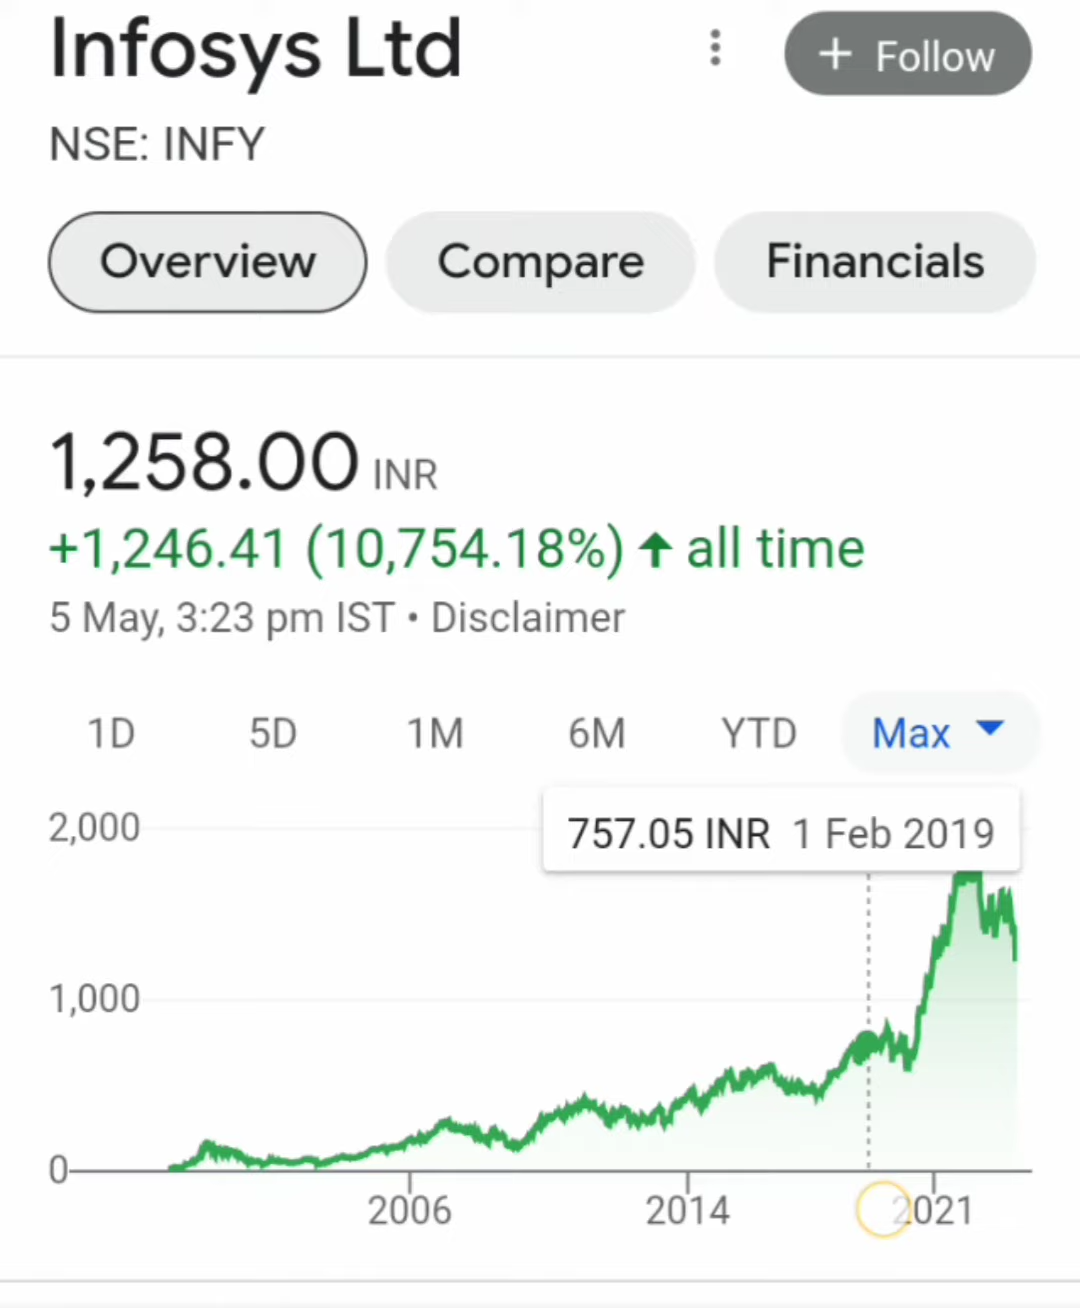 Infosys Ltd
+ Follow
NSE: INFY
Overview
Compare
Financials
1,258.00 INR
+1,246.41 (10,754.18%) ↑ all time
5 May, 3:23 pm IST • Disclaimer
1D 5D 1M 6M YTD Max
757.05 INR 1 Feb 2019
2,000
1,000
0
2006 2014 2021